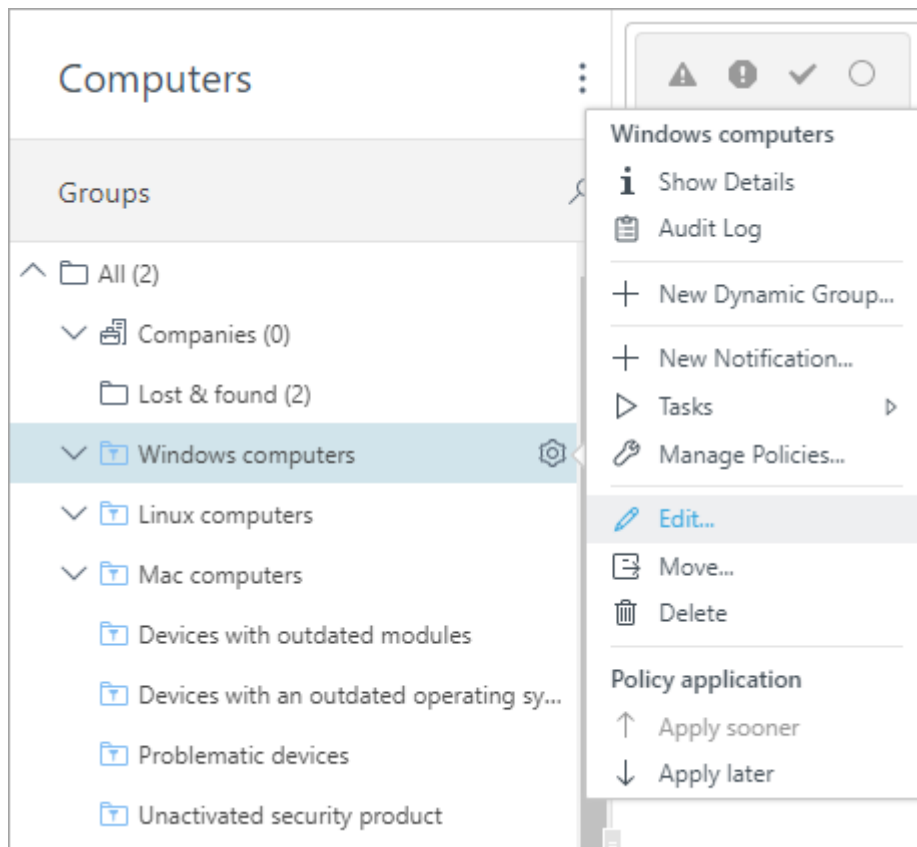 Computers
Groups
All (2)
Companies (0)
Lost & found (2)
Windows computers
Linux computers
Mac computers
Devices with outdated modules
Devices with an outdated operating sy...
Problematic devices
Unactivated security product
Windows computers
Show Details
Audit Log
New Dynamic Group...
New Notification...
Tasks
Manage Policies...
Edit...
Move...
Delete
Policy application
Apply sooner
Apply later